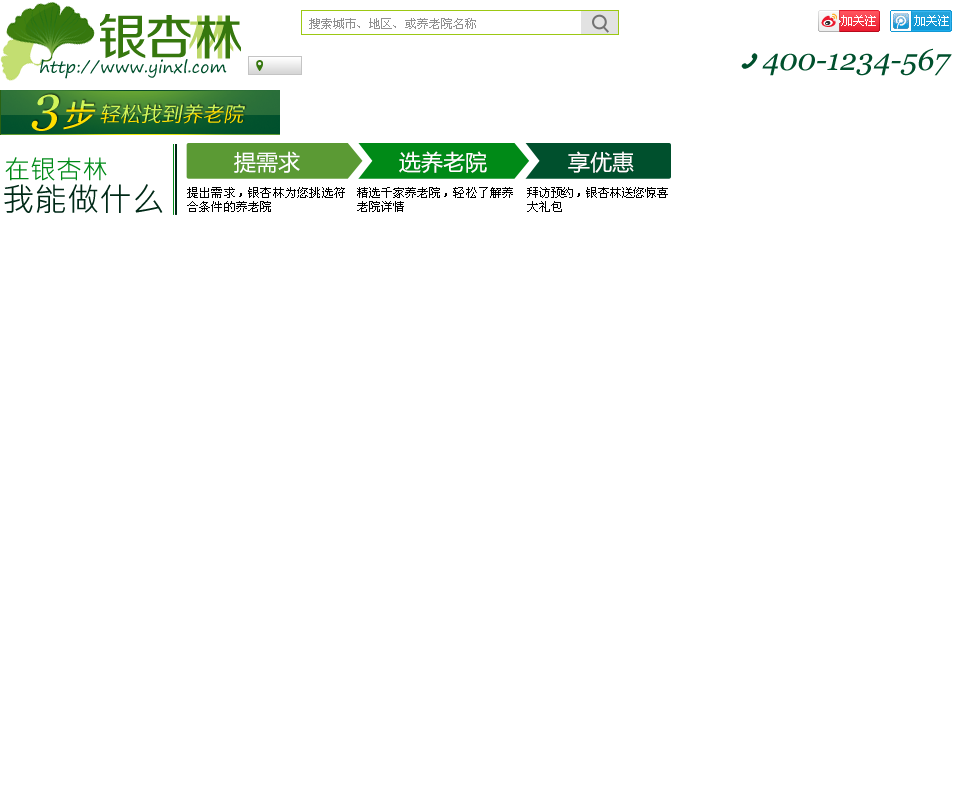 银杏林
http://www.yinxl.com
搜索城市、地区、或养老院名称
加关注
加关注
400-1234-567
3步轻松找到养老院
在银杏林
我能做什么
提需求
选养老院
享优惠
提出需求，银杏林为您挑选符
合条件的养老院
精选千家养老院，轻松了解养
老院详情
拜访预约，银杏林送您惊喜
大礼包